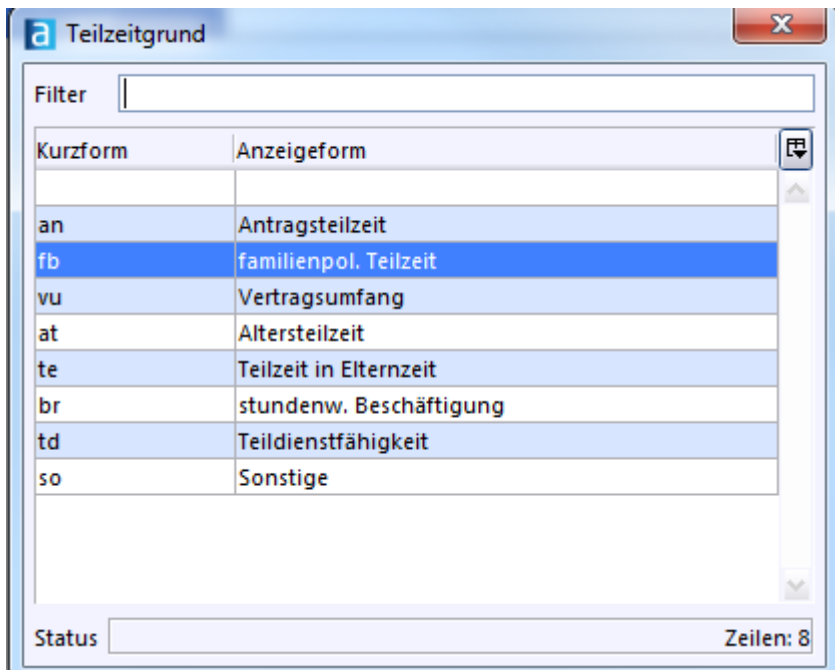 Teilzeitgrund
Filter
Kurzform Anzeigeform
an Antragsteilzeit
fb familienpol. Teilzeit
vu Vertragsumfang
at Altersteilzeit
te Teilzeit in Elternzeit
br stundenw. Beschäftigung
td Teildienstfähigkeit
so Sonstige
Status Zeilen: 8